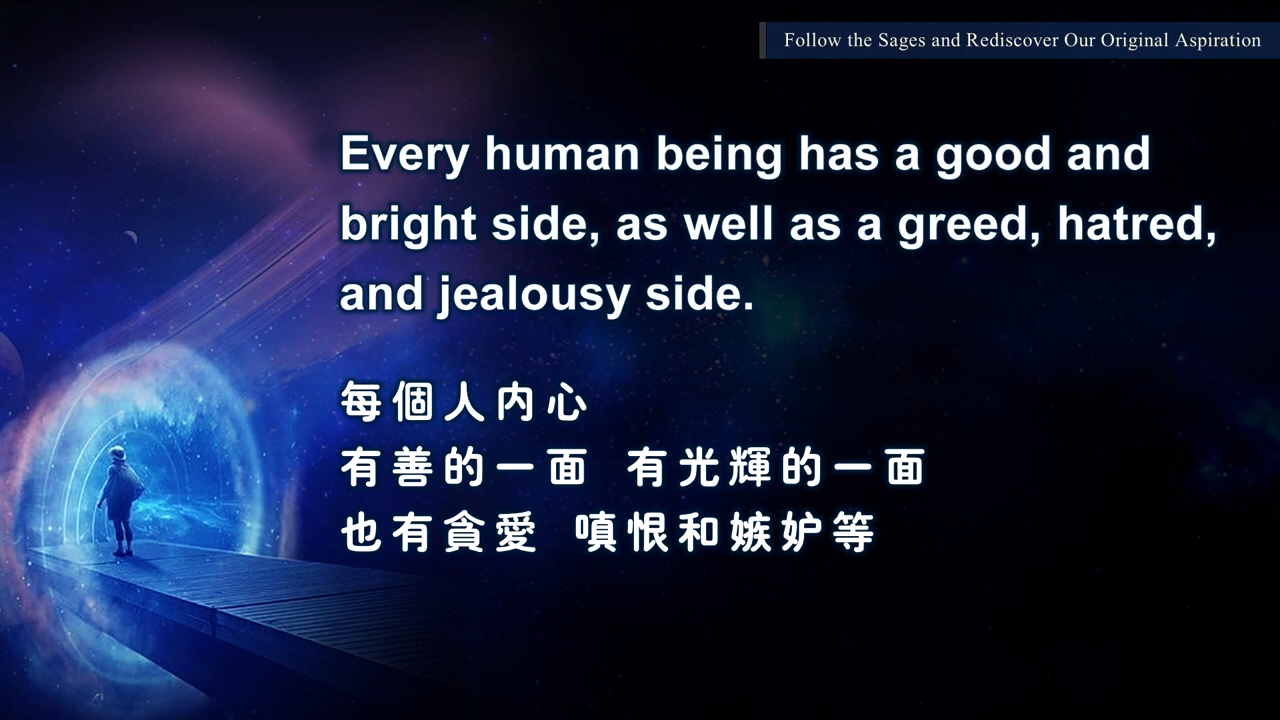 Follow the Sages and Rediscover Our Original Aspiration
Every human being has a good and
bright side, as well as a greed, hatred,
and jealousy side.
每個人内心
有善的一面 有光輝的一面
也有貪愛 嗔恨和嫉妒等